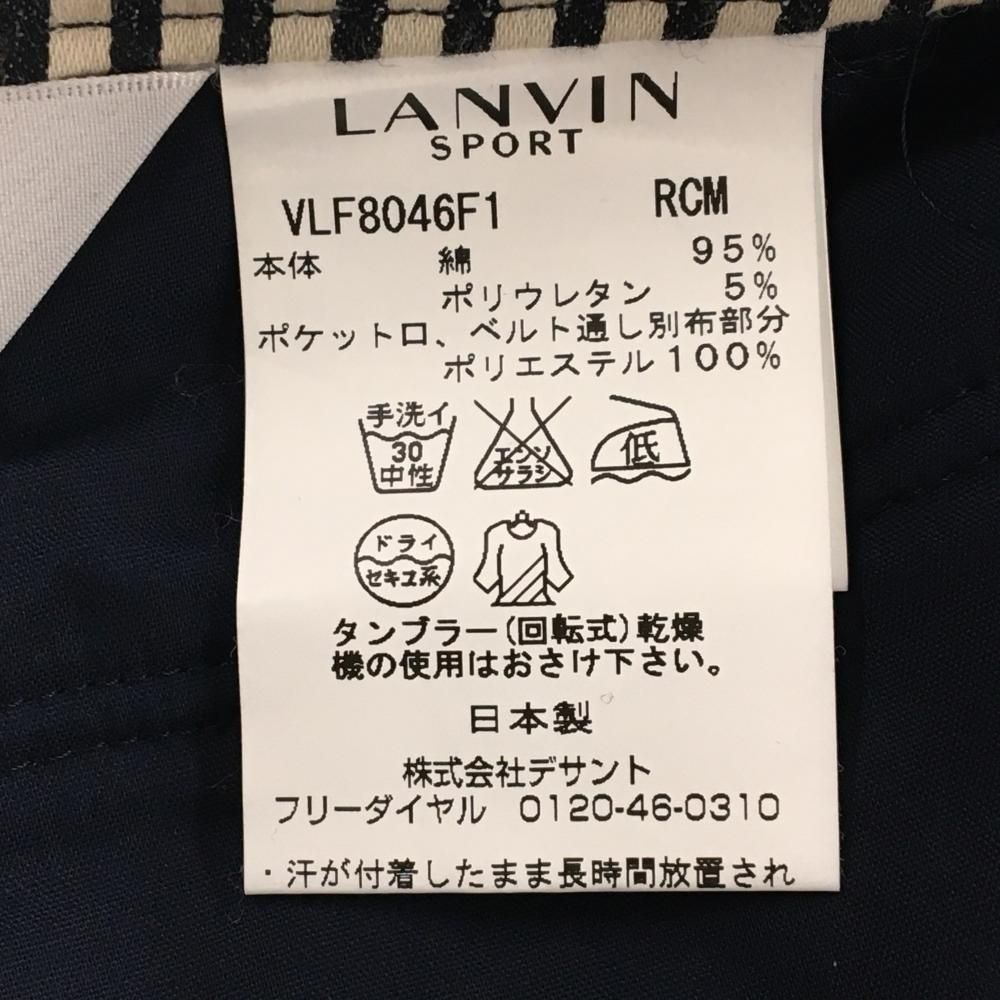 LANVIN
SPORT
VLF8046F1 RCM
本体 綿 95%
ポリウレタン 5%
ポケット口、ベルト通し別布部分
ポリエステル100%
手洗イ
30
中性
エンソ
サラシ
低
ドライ
セキユ系
タンブラー(回転式)乾燥
機の使用はおさけ下さい。
日本製
株式会社デサント
フリーダイヤル 0120-46-0310
・汗が付着したまま長時間放置され